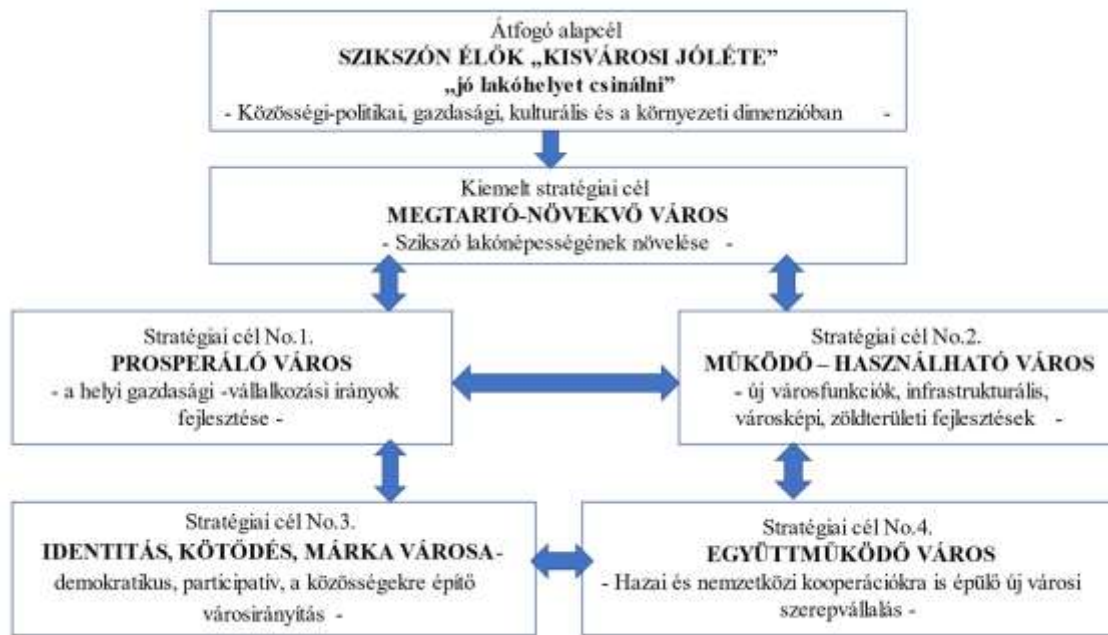 Átfogó alapcél
SZIKSZÓN ÉLŐK „KISVÁROSI JÓLÉTE”
„jó lakóhelyet csinálni”
- Közösségi-politikai, gazdasági, kulturális és a környezeti dimenzióban -
Kiemelt stratégiai cél
MEGTARTÓ-NÖVEKVŐ VÁROS
- Szikszó lakónépességének növelése -
Stratégiai cél No.1.
PROSPERÁLÓ VÁROS
- a helyi gazdasági -vállalkozási irányok
fejlesztése -
Stratégiai cél No.2.
MŰKÖDŐ – HASZNÁLHATÓ VÁROS
- új városfunkciók, infrastrukturális,
városképi, zöldterületi fejlesztések -
Stratégiai cél No.3.
IDENTITÁS, KÖTŐDÉS, MÁRKA VÁROSA-
demokratikus, participatív, a közösségekre építő
városirányítás -
Stratégiai cél No.4.
EGYÜTTMŰKÖDŐ VÁROS
- Hazai és nemzetközi kooperációkra is épülő új városi
szerepvállalás -